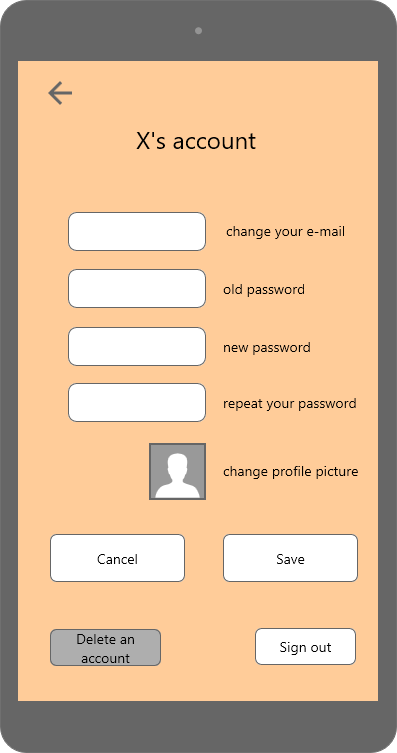 X's account
change your e-mail
old password
new password
repeat your password
change profile picture
Cancel
Save
Delete an
account
Sign out